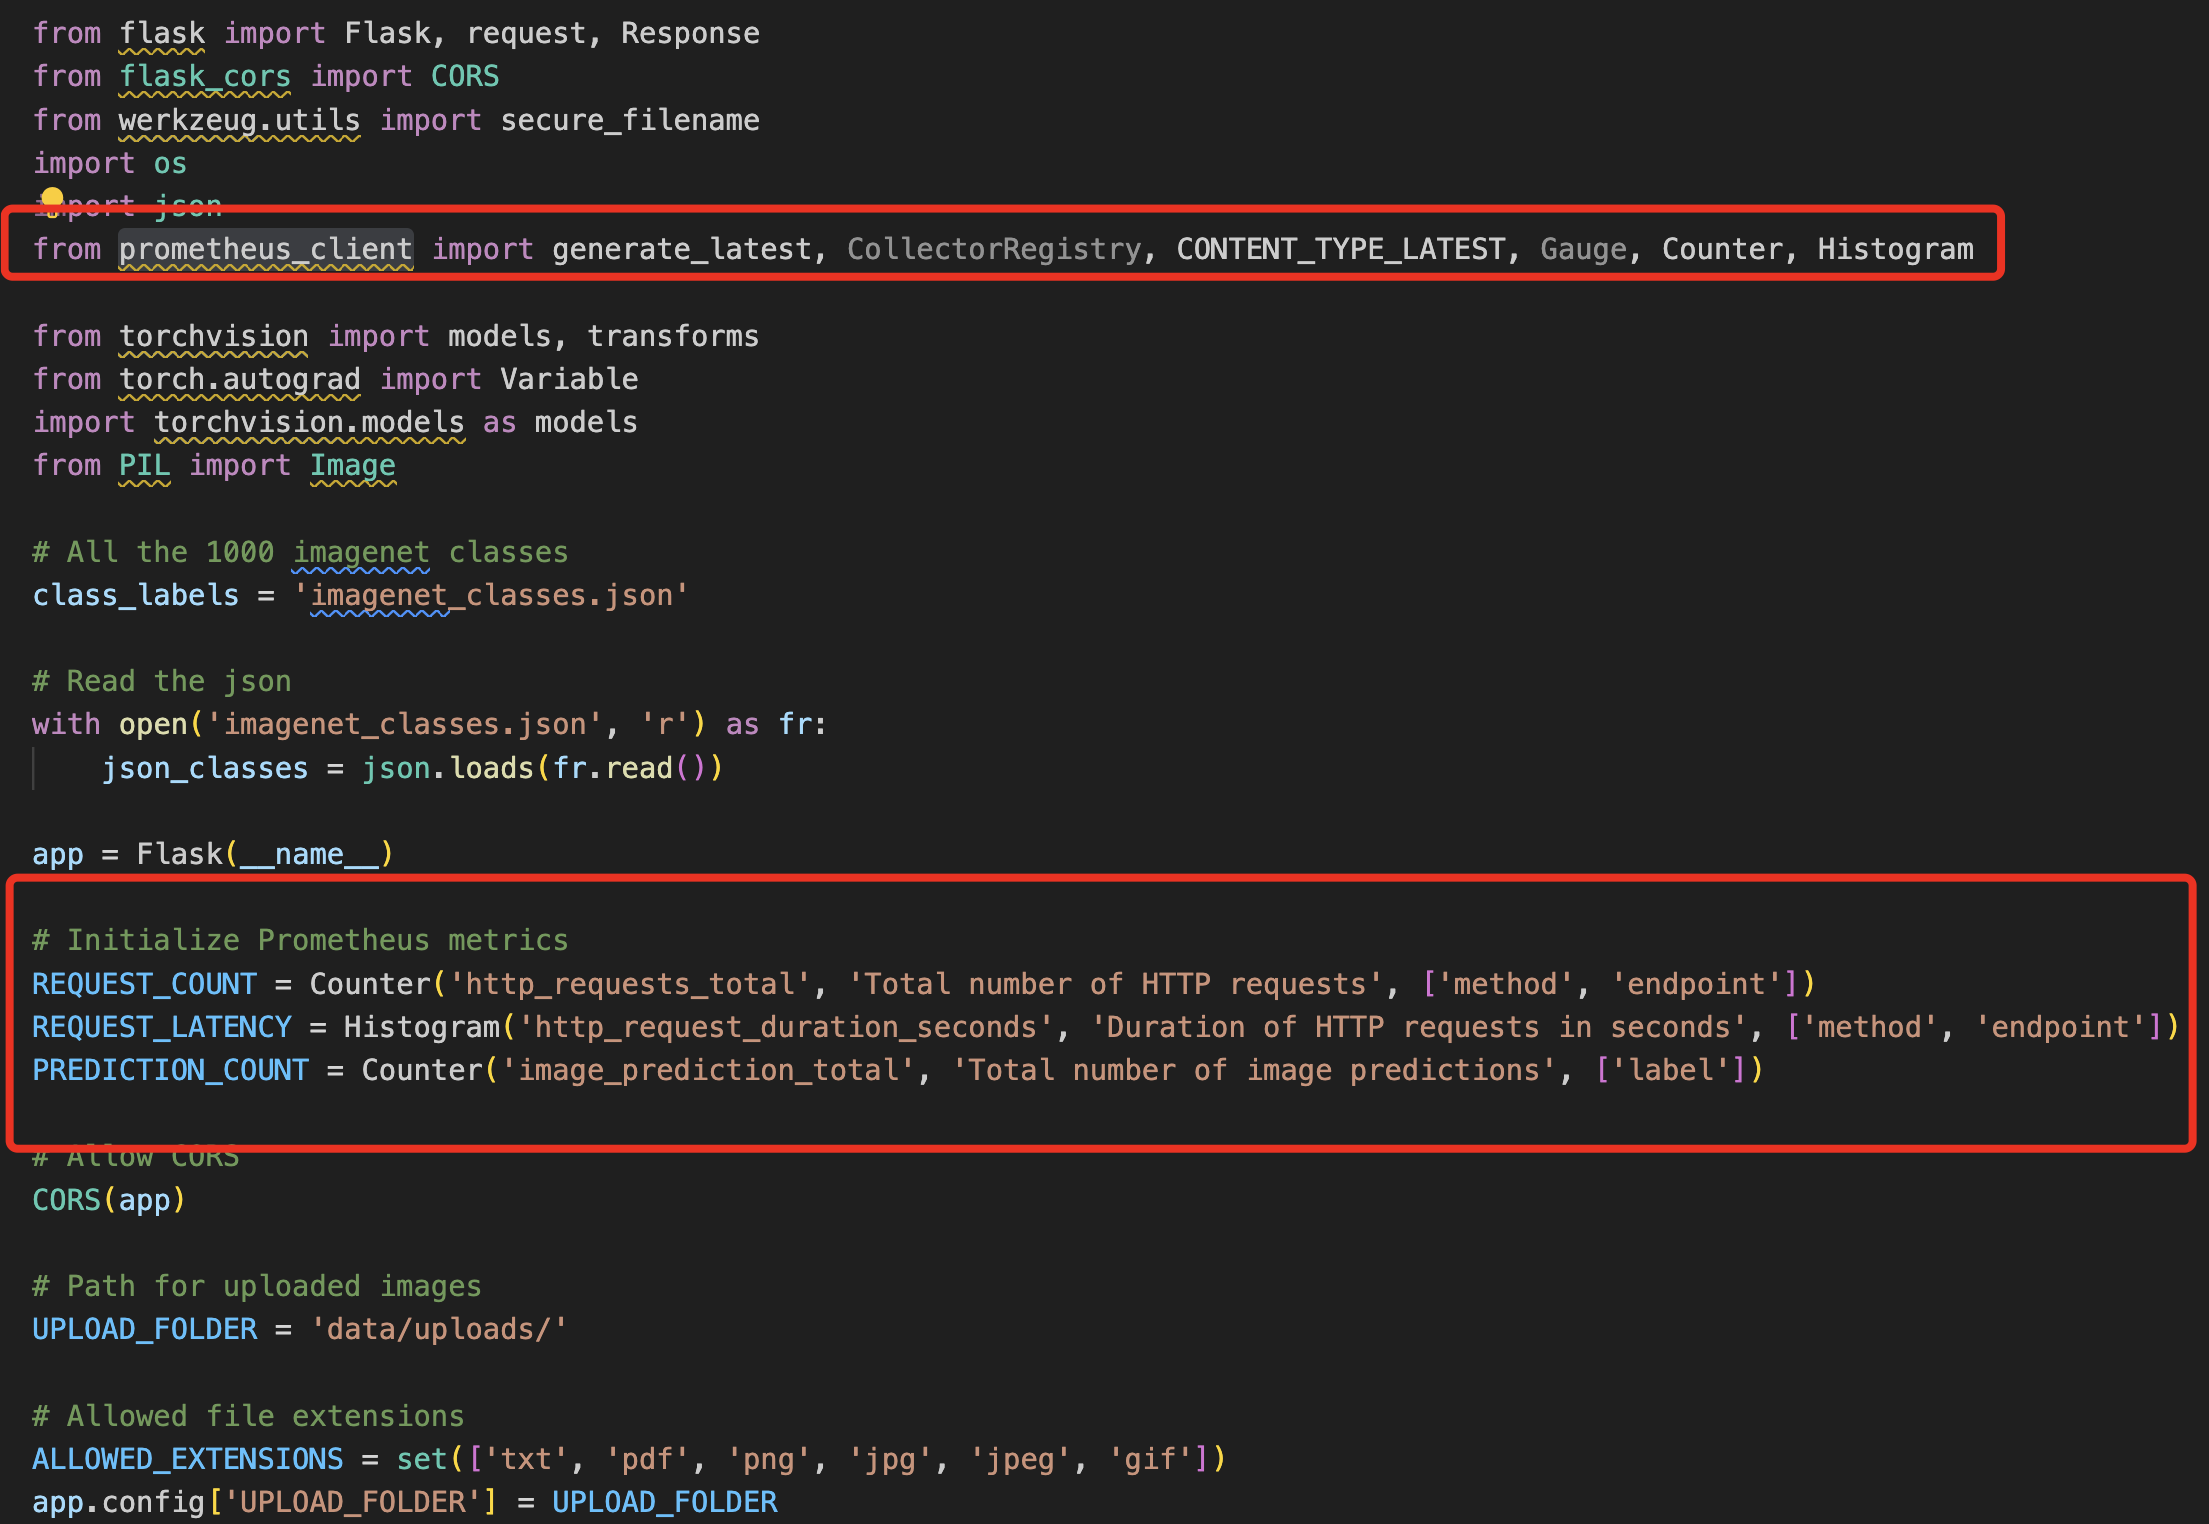 from flask import Flask, request, Response
from flask_cors import CORS
from werkzeug.utils import secure_filename
import os
import json
from prometheus_client import generate_latest, CollectorRegistry, CONTENT_TYPE_LATEST, Gauge, Counter, Histogram
from torchvision import models, transforms
from torch.autograd import Variable
import torchvision.models as models
from PIL import Image
# All the 1000 imagenet classes
class_labels = 'imagenet_classes.json'
# Read the json
with open('imagenet_classes.json', 'r') as fr:
    json_classes = json.loads(fr.read())
app = Flask(__name__)
# Initialize Prometheus metrics
REQUEST_COUNT = Counter('http_requests_total', 'Total number of HTTP requests', ['method', 'endpoint'])
REQUEST_LATENCY = Histogram('http_request_duration_seconds', 'Duration of HTTP requests in seconds', ['method', 'endpoint'])
PREDICTION_COUNT = Counter('image_prediction_total', 'Total number of image predictions', ['label'])
# Allow CORS
CORS(app)
# Path for uploaded images
UPLOAD_FOLDER = 'data/uploads/'
# Allowed file extensions
ALLOWED_EXTENSIONS = set(['txt', 'pdf', 'png', 'jpg', 'jpeg', 'gif'])
app.config['UPLOAD_FOLDER'] = UPLOAD_FOLDER